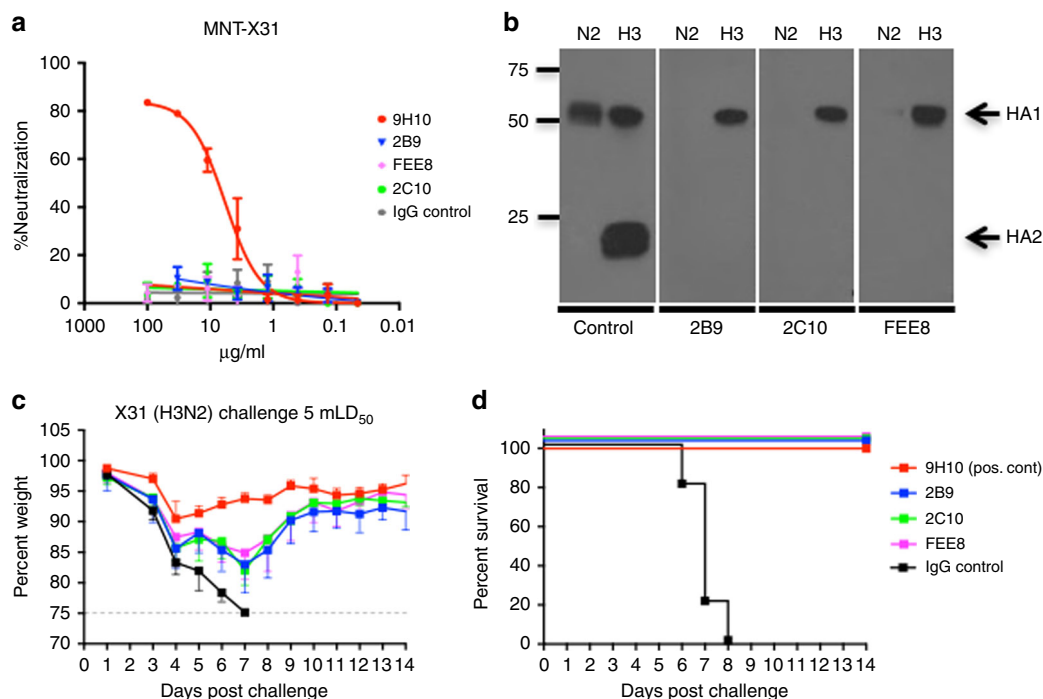 a
MNT-X31
100
80
60
40
20
0
%Neutralization
1000 100 10 1 0.1 0.01
µg/ml
9H10
2B9
FEE8
2C10
IgG control
b
N2 H3 N2 H3 N2 H3 N2 H3
75
50
25
HA1
HA2
Control 2B9 2C10 FEE8
c
X31 (H3N2) challenge 5 mLD50
105
100
95
90
85
80
75
70
Percent weight
0 1 2 3 4 5 6 7 8 9 10 11 12 13 14
Days post challenge
d
100
80
60
40
20
0
Percent survival
0 1 2 3 4 5 6 7 8 9 10 11 12 13 14
Days post challenge
9H10 (pos. cont)
2B9
2C10
FEE8
IgG control